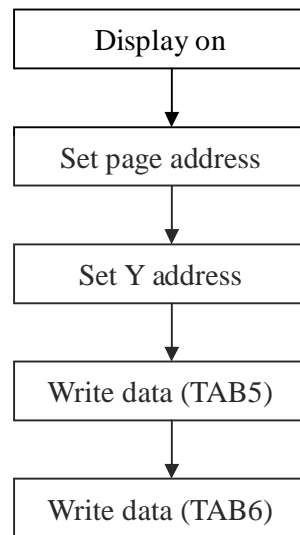 Display on
Set page address
Set Y address
Write data (TAB5)
Write data (TAB6)